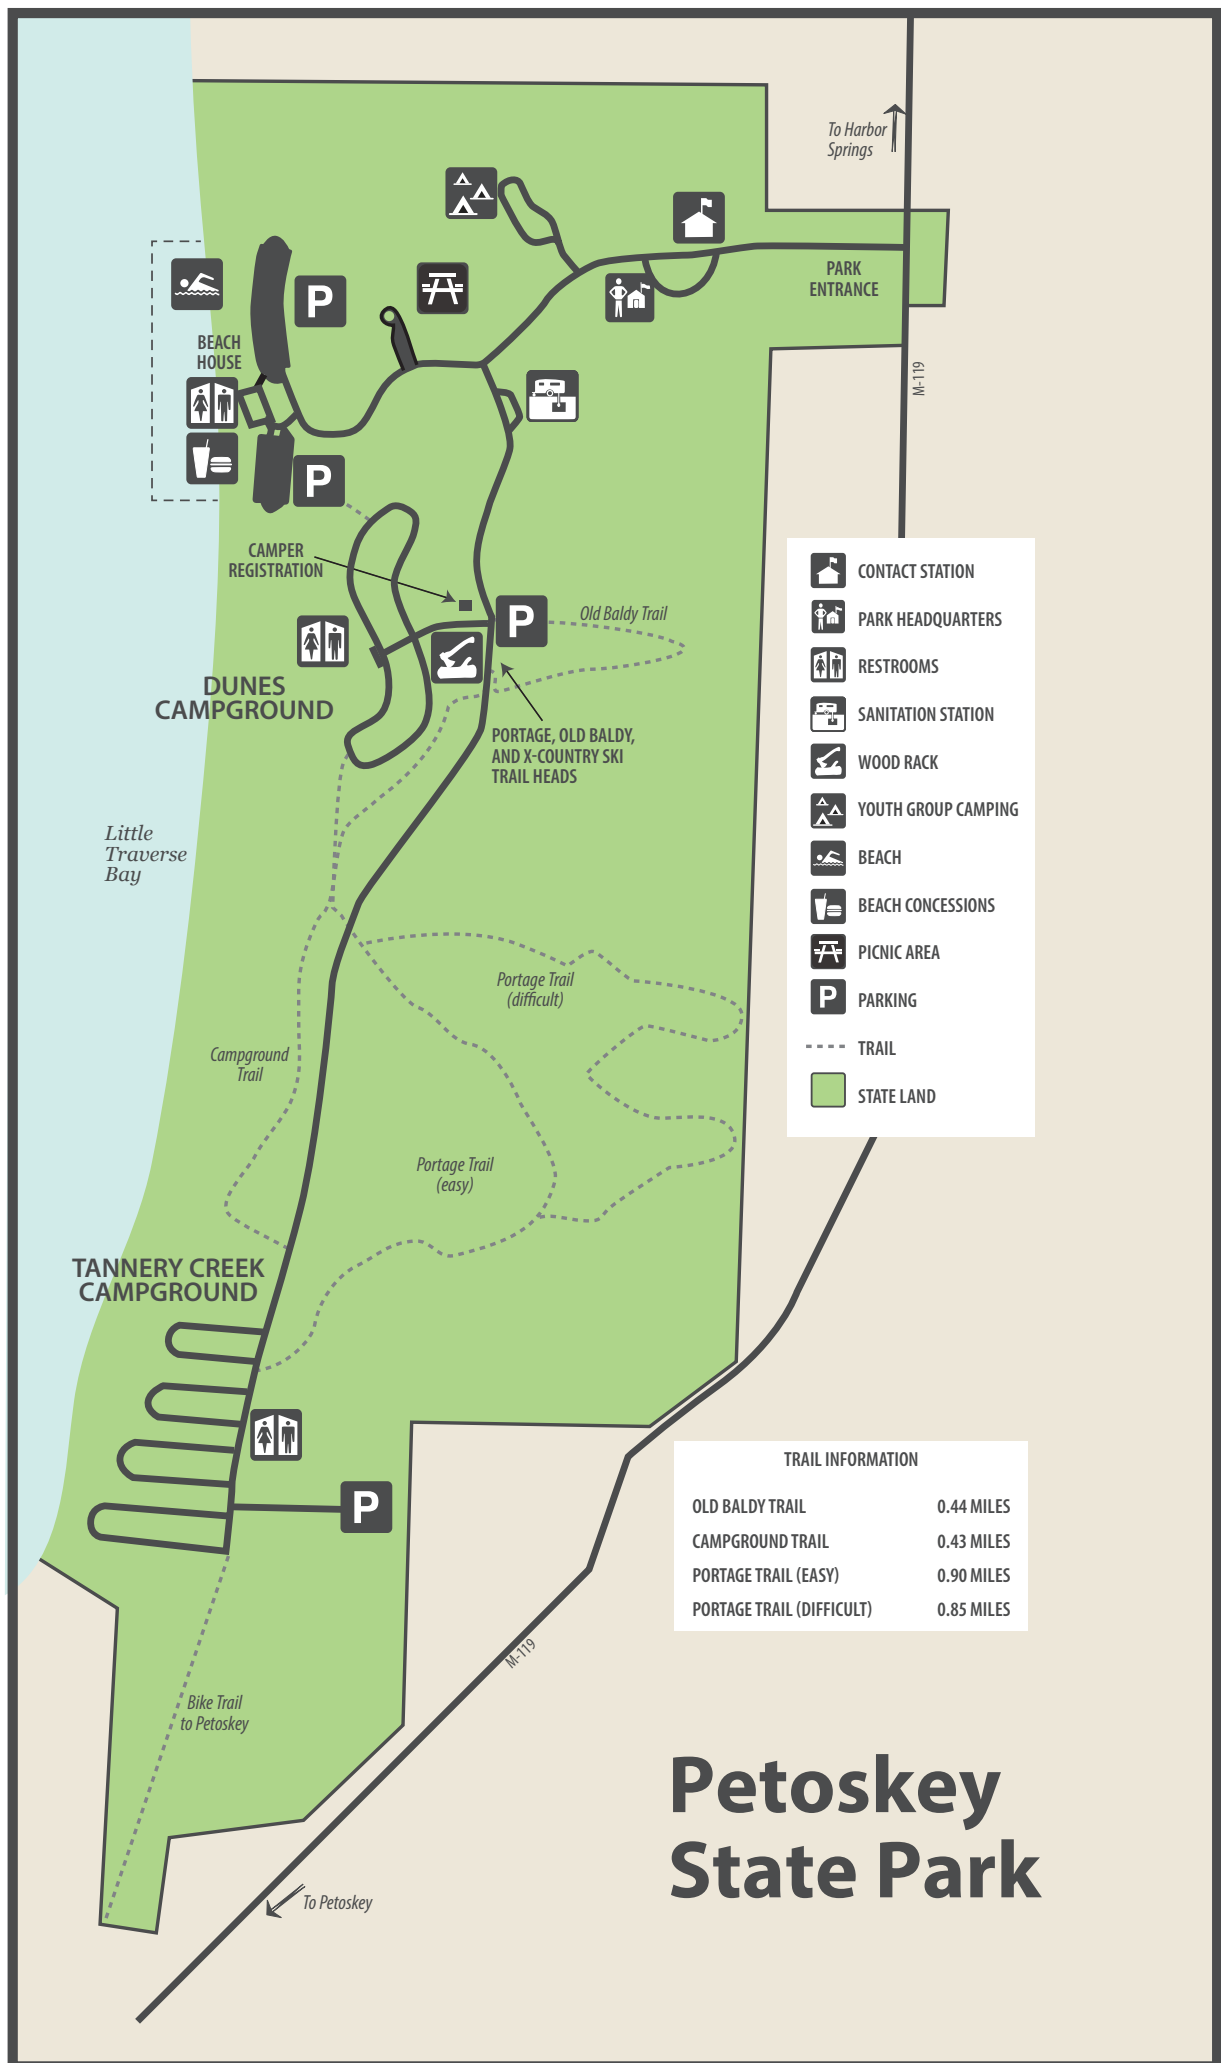 To Harbor
Springs
PARK
ENTRANCE
M-119
BEACH
HOUSE
P
P
CAMPER
REGISTRATION
P
Old Baldy Trail
DUNES
CAMPGROUND
PORTAGE, OLD BALDY,
AND X-COUNTRY SKI
TRAIL HEADS
Little
Traverse
Bay
CONTACT STATION
PARK HEADQUARTERS
RESTROOMS
SANITATION STATION
WOOD RACK
YOUTH GROUP CAMPING
BEACH
BEACH CONCESSIONS
PICNIC AREA
P PARKING
TRAIL
STATE LAND
Portage Trail
(difficult)
Campground
Trail
Portage Trail
(easy)
TANNERY CREEK
CAMPGROUND
P
TRAIL INFORMATION
OLD BALDY TRAIL 0.44 MILES
CAMPGROUND TRAIL 0.43 MILES
PORTAGE TRAIL (EASY) 0.90 MILES
PORTAGE TRAIL (DIFFICULT) 0.85 MILES
M-119
Bike Trail
to Petoskey
To Petoskey
Petoskey
State Park